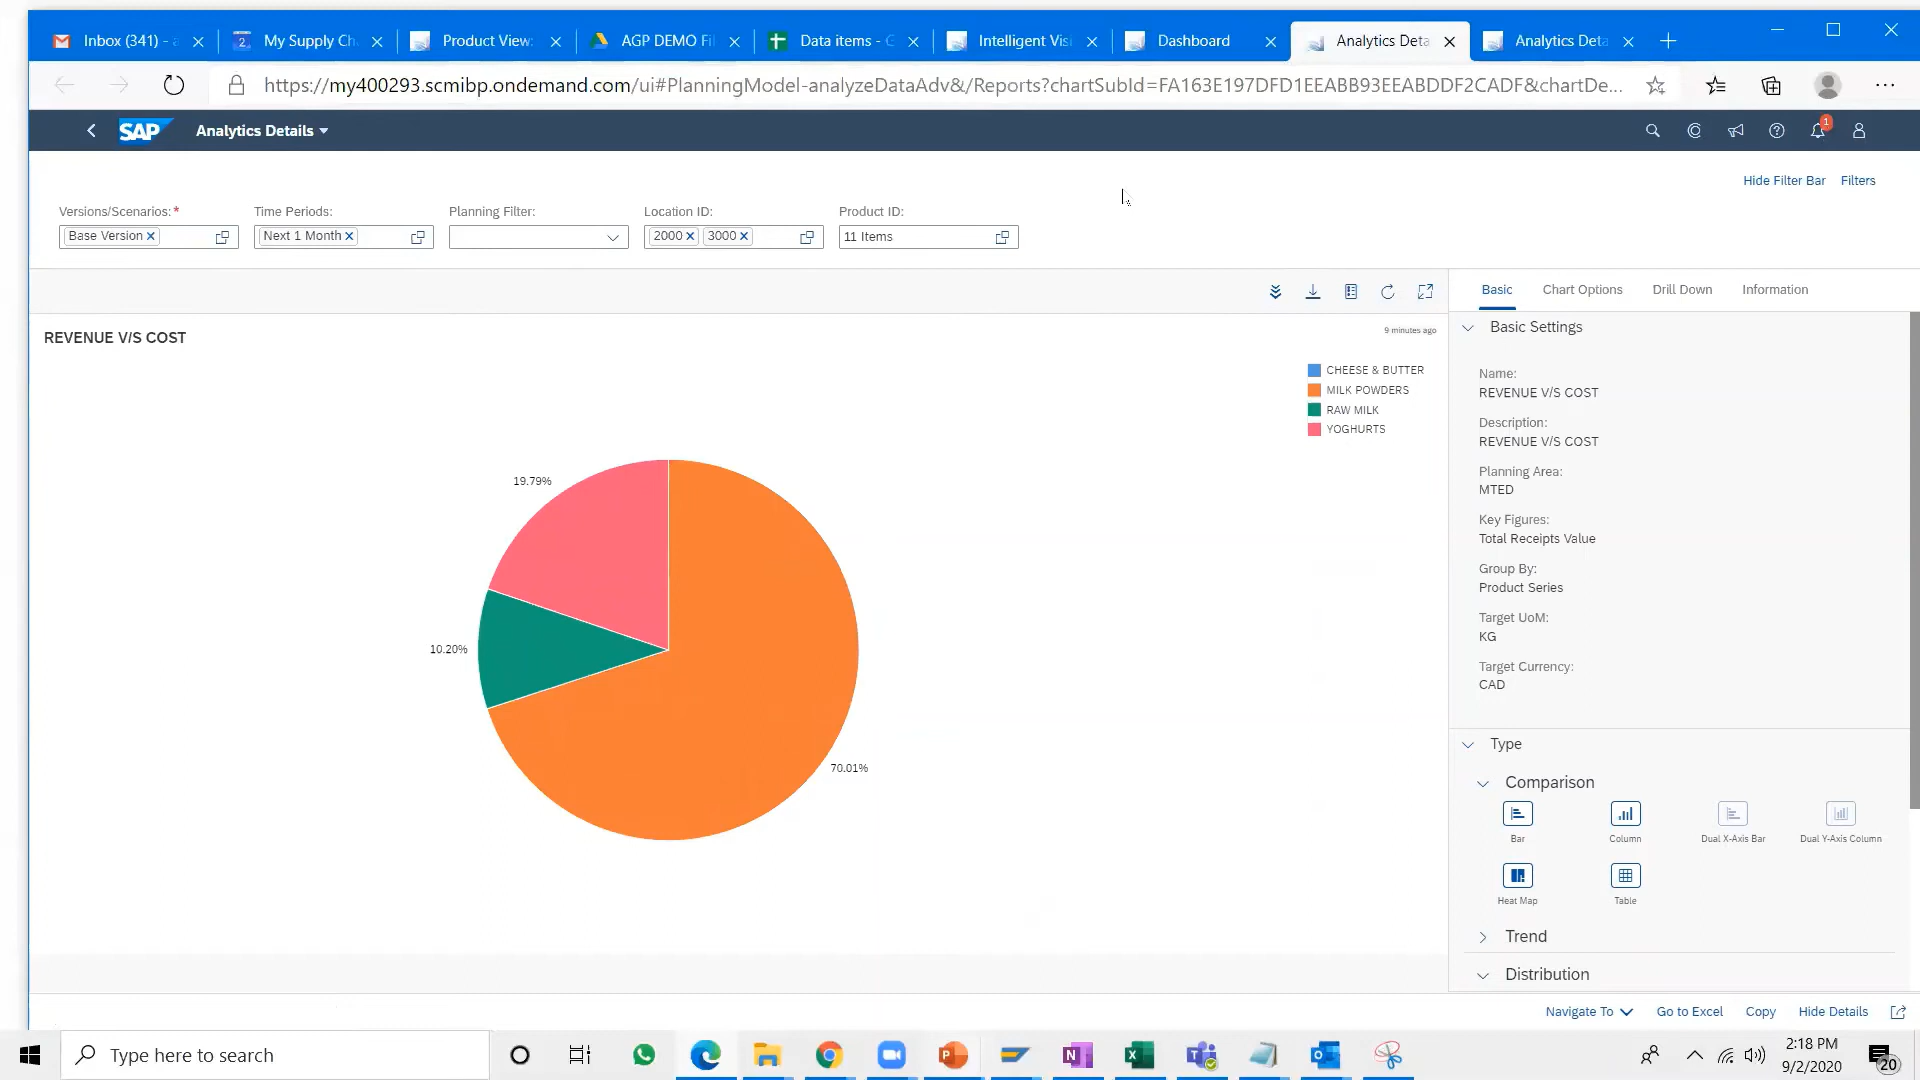 Inbox (341) - a
My Supply Ch
Product View:
AGP DEMO Fi
Data items - G
Intelligent Visi
Dashboard
Analytics Deta
Analytics Deta
https://my400293.scmibp.ondemand.com/ui#PlanningModel-analyzeDataAdv&/Reports?chartSubId=FA163E197DFD1EEABB93EEABDDF2CADF&chartDe...
SAP Analytics Details
1
Hide Filter Bar Filters
Versions/Scenarios:* Time Periods: Planning Filter: Location ID: Product ID:
Base Version Next 1 Month 2000 3000 11 Items
Basic Chart Options Drill Down Information
REVENUE V/S COST
9 minutes ago
CHEESE & BUTTER
MILK POWDERS
RAW MILK
YOGHURTS
19.79%
10.20%
70.01%
Basic Settings
Name:
REVENUE V/S COST
Description:
REVENUE V/S COST
Planning Area:
MTED
Key Figures:
Total Receipts Value
Group By:
Product Series
Target UoM:
KG
Target Currency:
CAD
Type
Comparison
Bar Column Dual X-Axis Bar Dual Y-Axis Column
Heat Map Table
Trend
Distribution
Navigate To Go to Excel Copy Hide Details
Type here to search
2:18 PM
9/2/2020
20